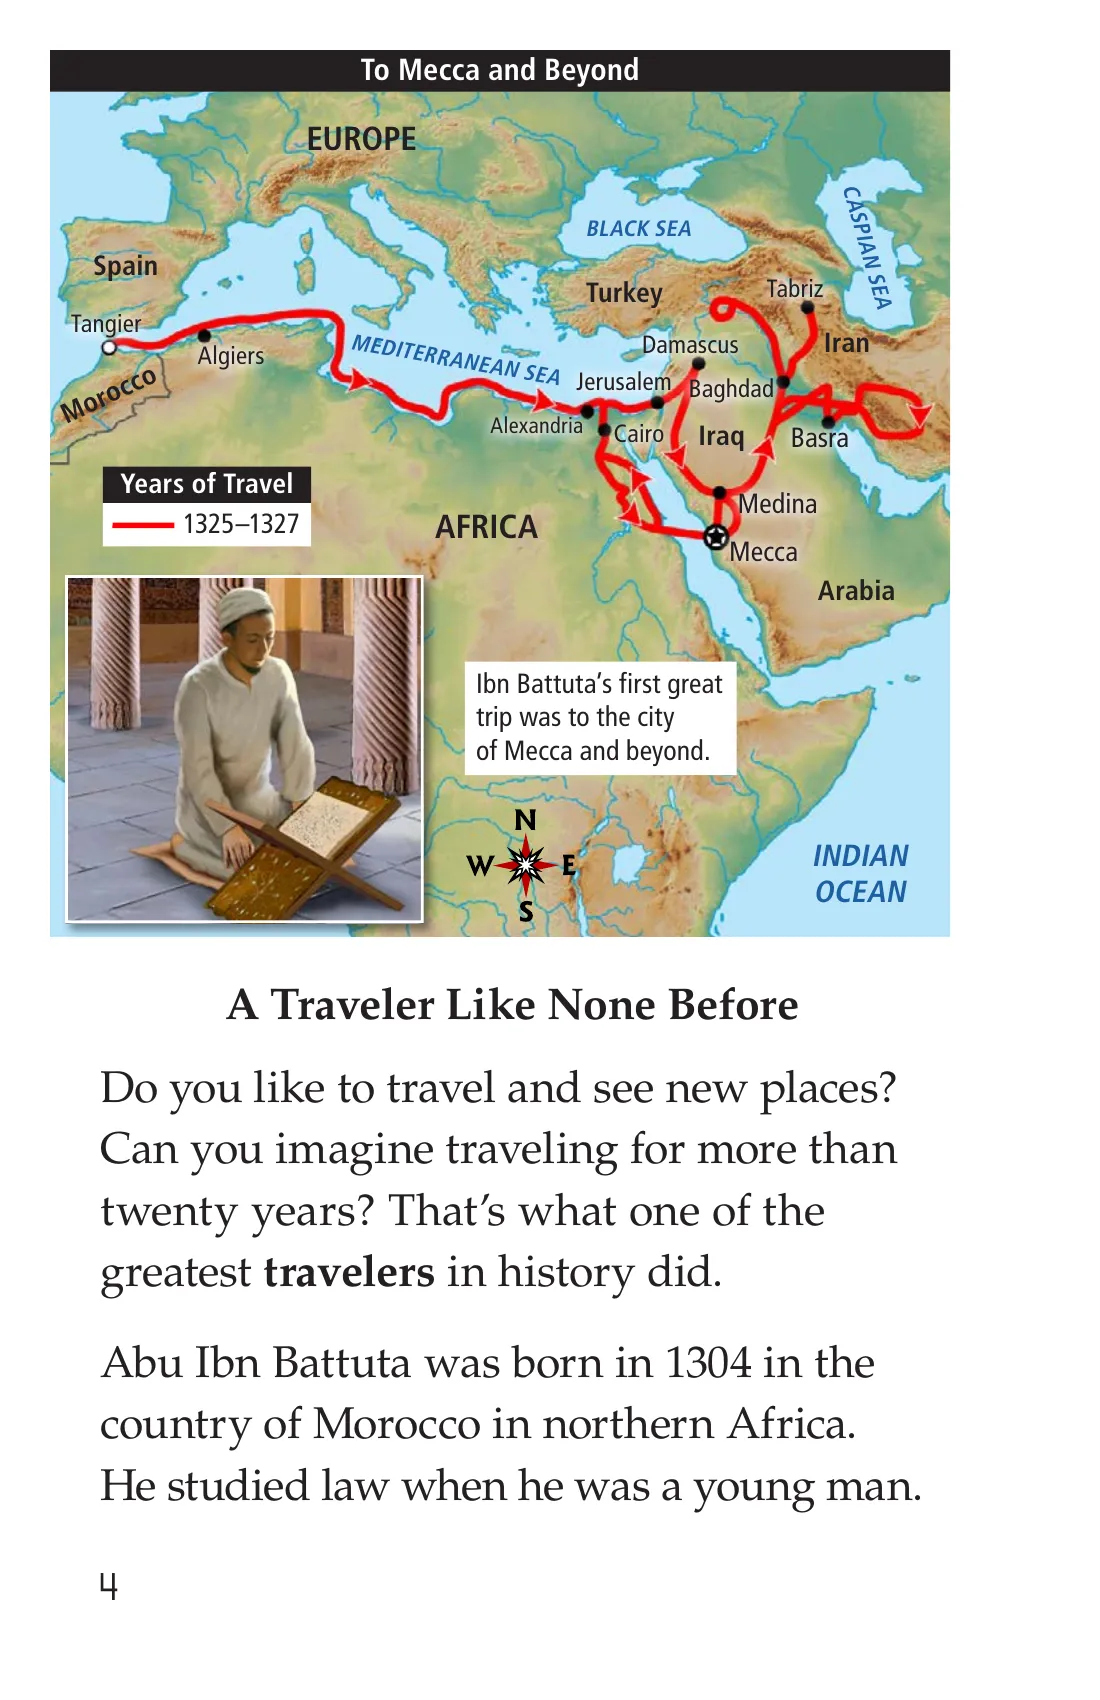 To Mecca and Beyond
EUROPE
BLACK SEA
CASPIAN SEA
Spain
Turkey
Tabriz
Tangier
Algiers
MEDITERRANEAN SEA
Damascus
Iran
Morocco
Jerusalem
Baghdad
Alexandria
Cairo
Iraq
Basra
Years of Travel
1325–1327
AFRICA
Medina
Mecca
Arabia
Ibn Battuta’s first great
trip was to the city
of Mecca and beyond.
N
W
E
S
INDIAN
OCEAN
A Traveler Like None Before
Do you like to travel and see new places?
Can you imagine traveling for more than
twenty years? That’s what one of the
greatest travelers in history did.
Abu Ibn Battuta was born in 1304 in the
country of Morocco in northern Africa.
He studied law when he was a young man.
4